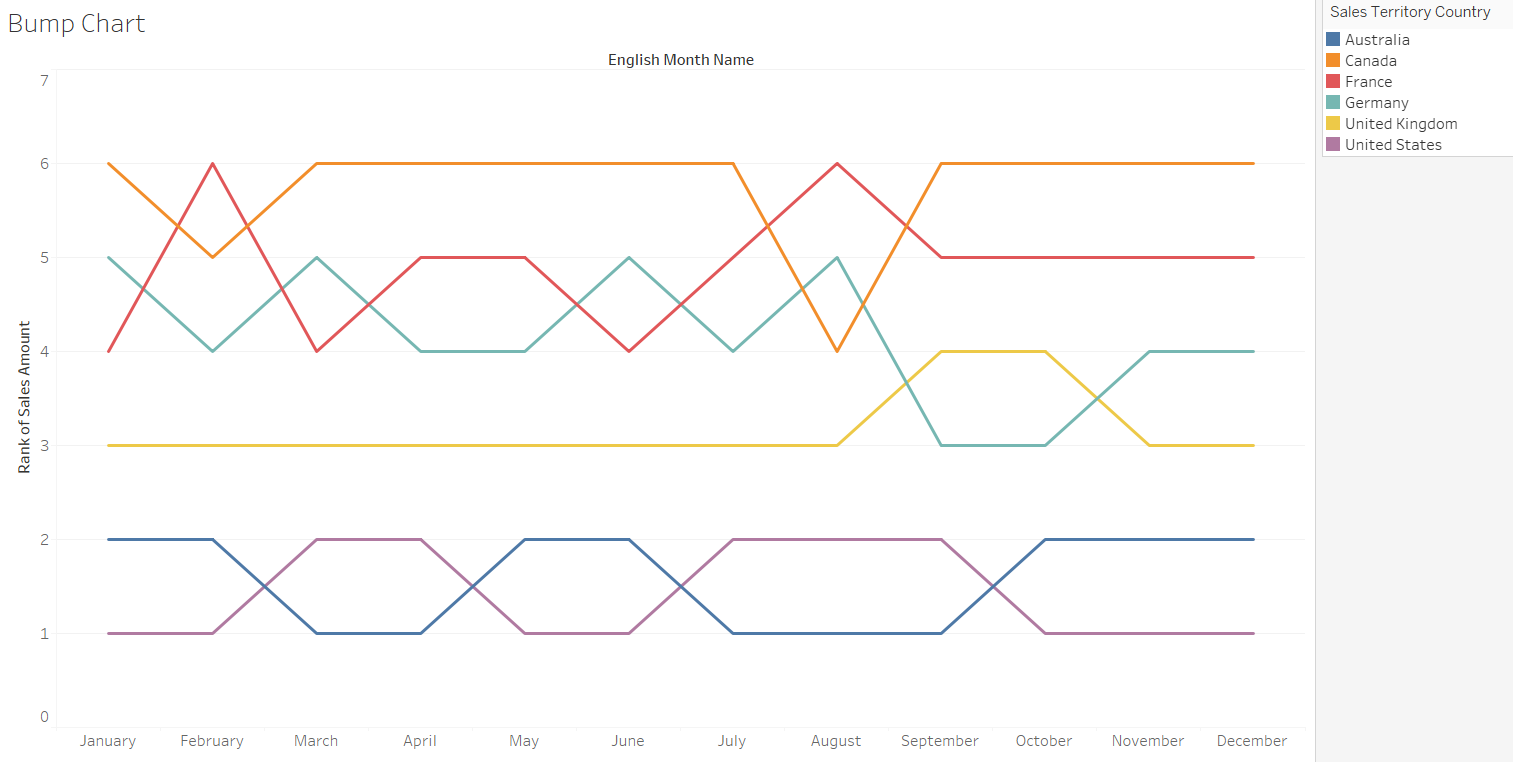 Bump Chart
English Month Name
Rank of Sales Amount
7
6
5
4
3
2
1
0
January February March April May June July August September October November December
Sales Territory Country
Australia
Canada
France
Germany
United Kingdom
United States